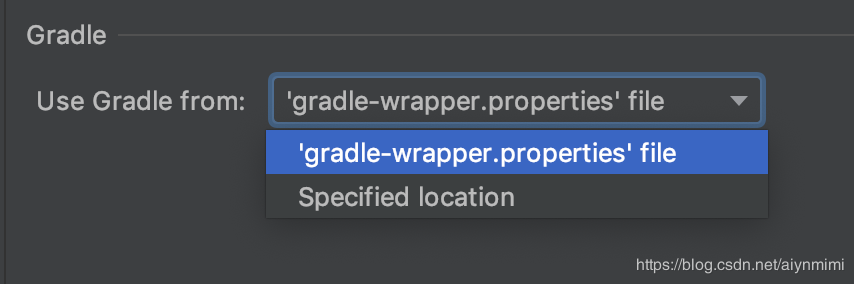 Gradle
Use Gradle from: 'gradle-wrapper.properties' file
'gradle-wrapper.properties' file
Specified location
https://blog.csdn.net/aiynmimi